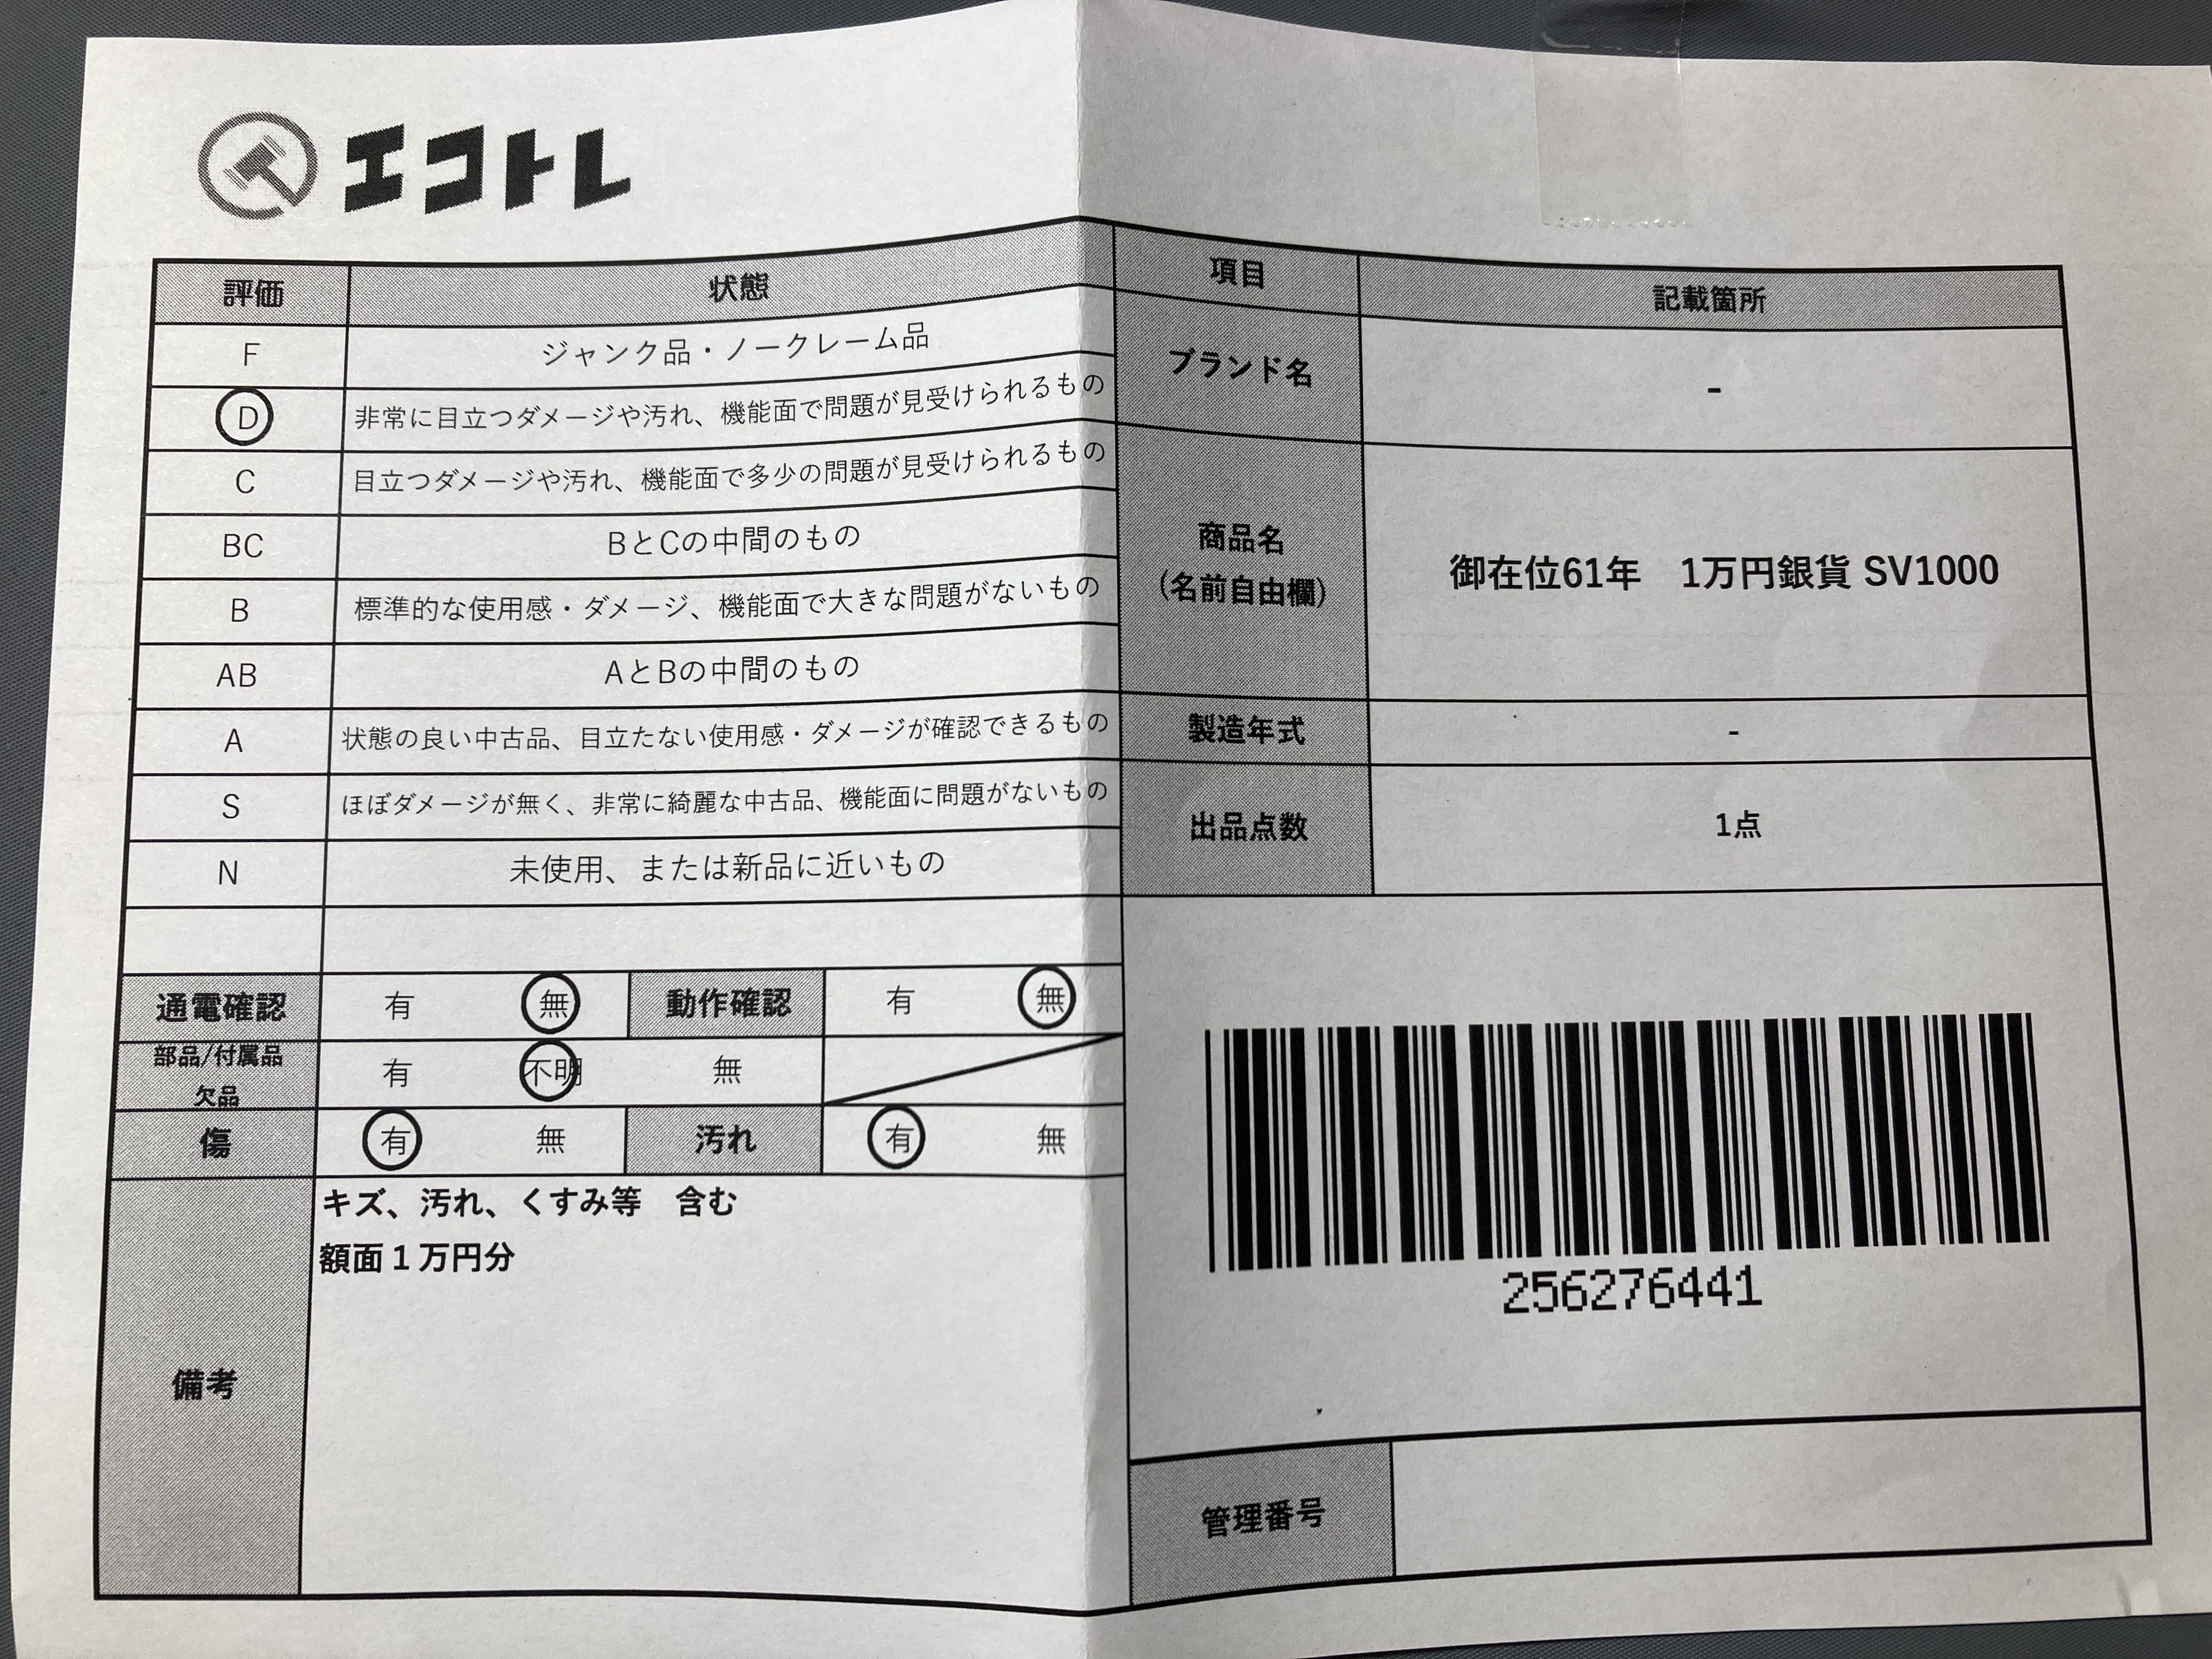 エコトレ
評価 状態
F ジャンク品・ノークレーム品
D 非常に目立つダメージや汚れ、機能面で問題が見受けられるもの
C 目立つダメージや汚れ、機能面で多少の問題が見受けられるもの
BC BとCの中間のもの
B 標準的な使用感・ダメージ、機能面で大きな問題がないもの
AB AとBの中間のもの
A 状態の良い中古品、目立たない使用感・ダメージが確認できるもの
S ほぼダメージが無く、非常に綺麗な中古品、機能面に問題がないもの
N 未使用、または新品に近いもの
通電確認 有 無 動作確認 有 無
部品/付属品
欠品 有 不明 無
傷 有 無 汚れ 有 無
備考
キズ、汚れ、くすみ等 含む
額面1万円分
項目 記載箇所
ブランド名 -
商品名
(名前自由欄)
御在位61年 1万円銀貨 SV1000
製造年式 -
出品点数 1点
256276441
管理番号